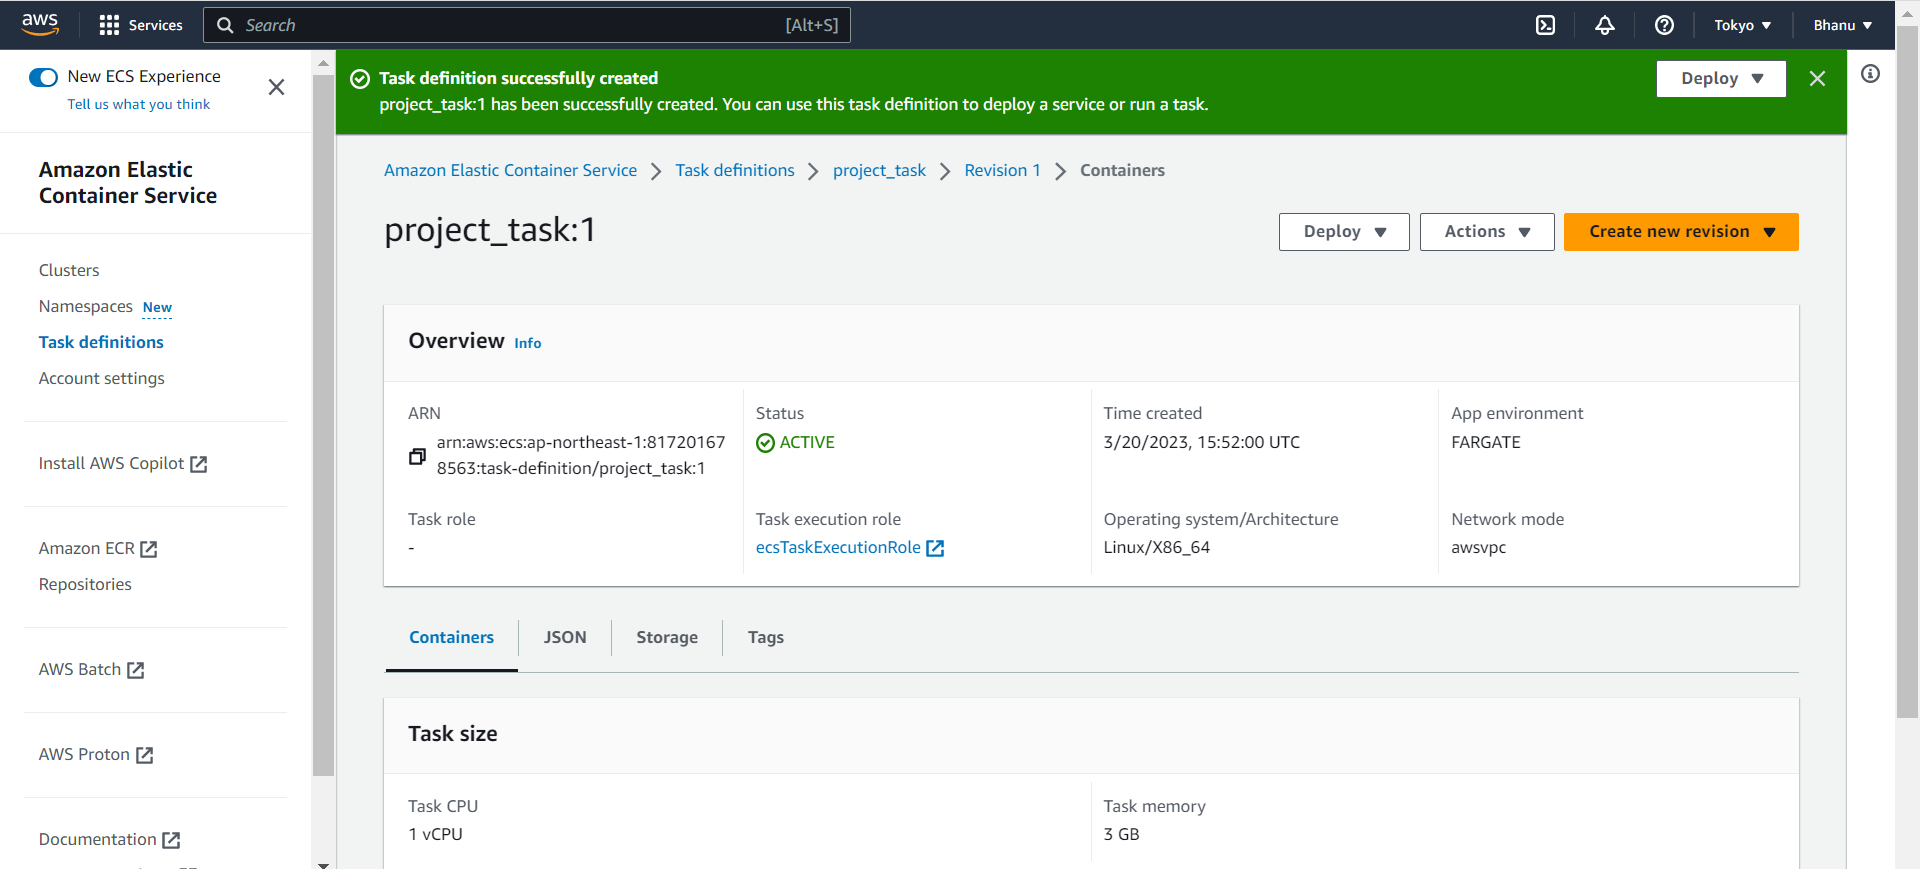 aws
Services
Search
[Alt+S]
Tokyo
Bhanu
New ECS Experience
Tell us what you think
Amazon Elastic
Container Service
Clusters
Namespaces New
Task definitions
Account settings
Install AWS Copilot
Amazon ECR
Repositories
AWS Batch
AWS Proton
Documentation
Task definition successfully created
project_task:1 has been successfully created. You can use this task definition to deploy a service or run a task.
Deploy
Amazon Elastic Container Service > Task definitions > project_task > Revision 1 > Containers
project_task:1
Deploy
Actions
Create new revision
Overview Info
ARN
arn:aws:ecs:ap-northeast-1:81720167
8563:task-definition/project_task:1
Status
ACTIVE
Time created
3/20/2023, 15:52:00 UTC
App environment
FARGATE
Task role
-
Task execution role
ecsTaskExecutionRole
Operating system/Architecture
Linux/X86_64
Network mode
awsvpc
Containers
JSON
Storage
Tags
Task size
Task CPU
1 vCPU
Task memory
3 GB